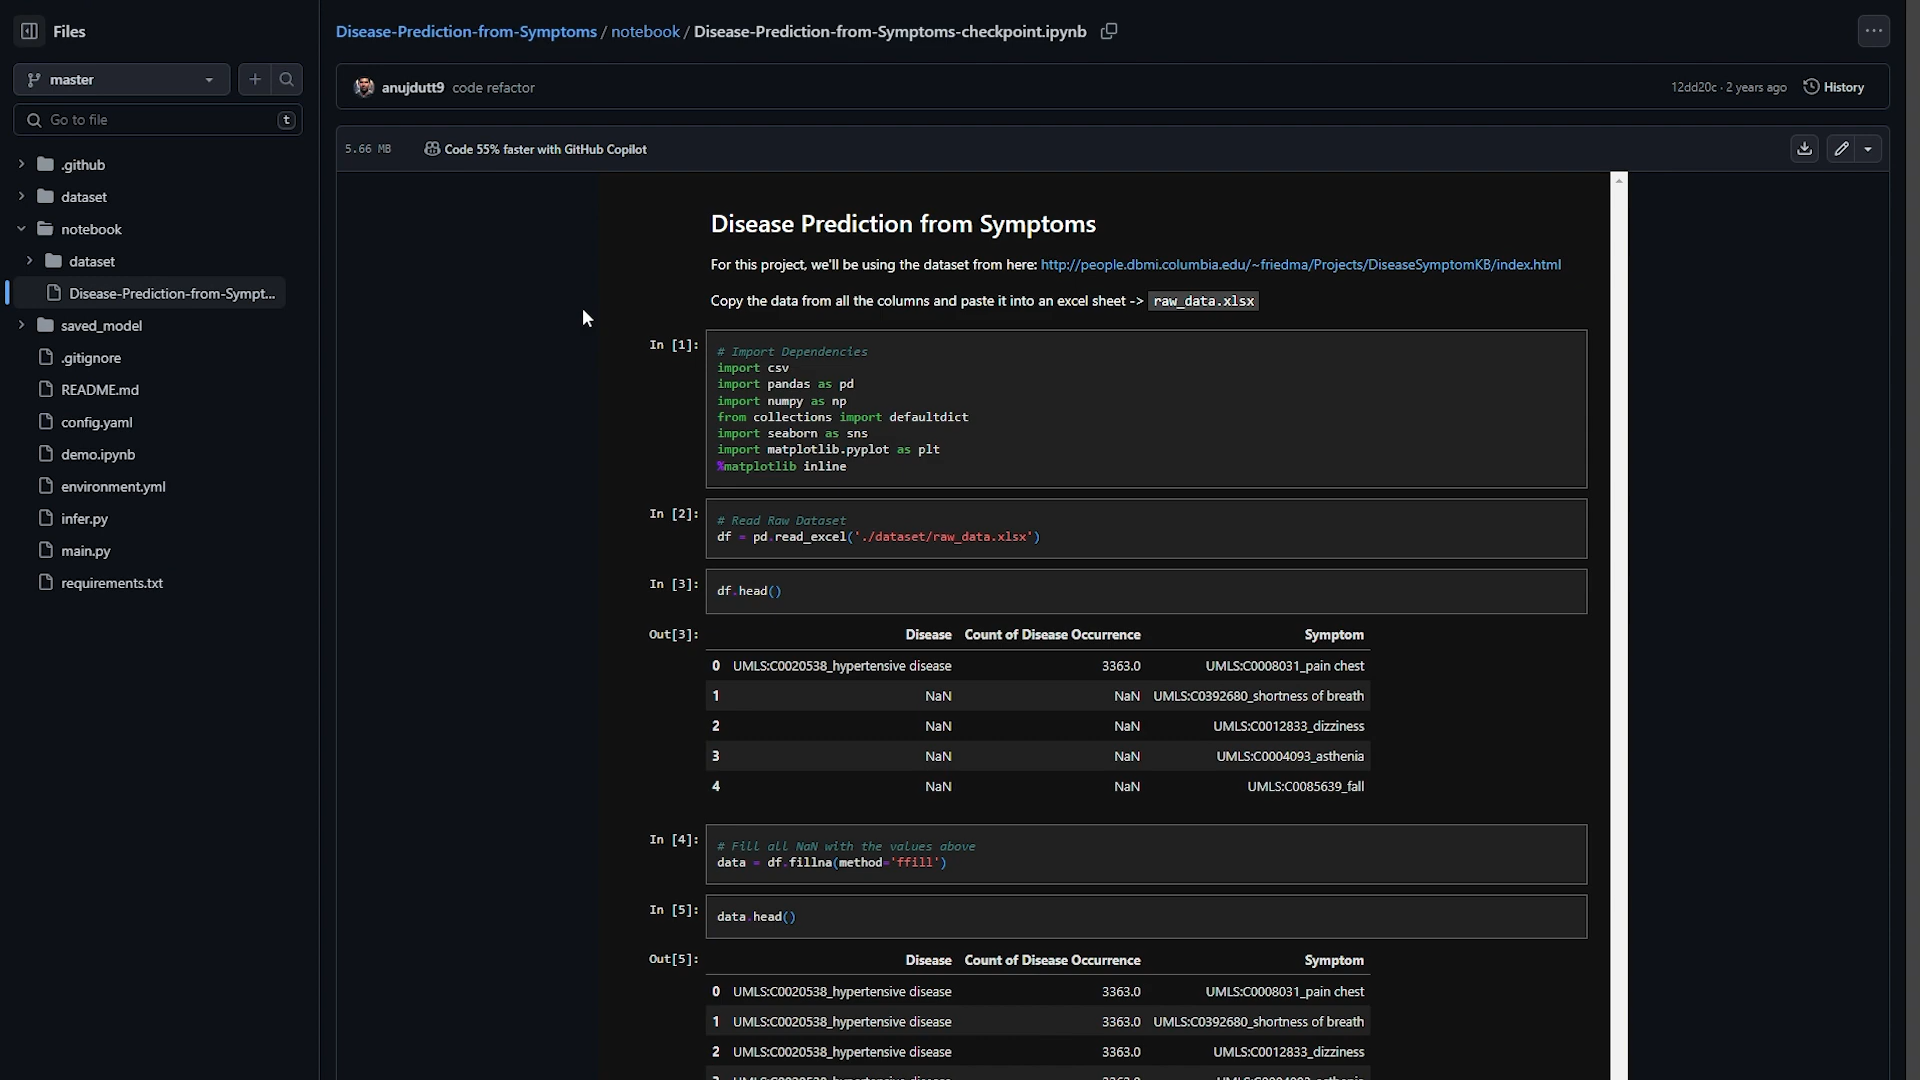 Files
master
Go to file
t
.github
dataset
notebook
dataset
Disease-Prediction-from-Sympt...
saved_model
.gitignore
README.md
config.yaml
demo.ipynb
environment.yml
infer.py
main.py
requirements.txt
Disease-Prediction-from-Symptoms / notebook / Disease-Prediction-from-Symptoms-checkpoint.ipynb
anujdutt9 code refactor
12dd20c · 2 years ago History
5.66 MB Code 55% faster with GitHub Copilot
Disease Prediction from Symptoms
For this project, we'll be using the dataset from here: http://people.dbmi.columbia.edu/~friedma/Projects/DiseaseSymptomKB/index.html
Copy the data from all the columns and paste it into an excel sheet -> raw_data.xlsx
In [1]:
# Import Dependencies
import csv
import pandas as pd
import numpy as np
from collections import defaultdict
import seaborn as sns
import matplotlib.pyplot as plt
%matplotlib inline
In [2]:
# Read Raw Dataset
df = pd.read_excel('./dataset/raw_data.xlsx')
In [3]:
df.head()
Out[3]:
Disease Count of Disease Occurrence Symptom
0 UMLS:C0020538_hypertensive disease 3363.0 UMLS:C0008031_pain chest
1 NaN NaN UMLS:C0392680_shortness of breath
2 NaN NaN UMLS:C0012833_dizziness
3 NaN NaN UMLS:C0004093_asthenia
4 NaN NaN UMLS:C0085639_fall
In [4]:
# Fill all NaN with the values above
data = df.fillna(method='ffill')
In [5]:
data.head()
Out[5]:
Disease Count of Disease Occurrence Symptom
0 UMLS:C0020538_hypertensive disease 3363.0 UMLS:C0008031_pain chest
1 UMLS:C0020538_hypertensive disease 3363.0 UMLS:C0392680_shortness of breath
2 UMLS:C0020538_hypertensive disease 3363.0 UMLS:C0012833_dizziness